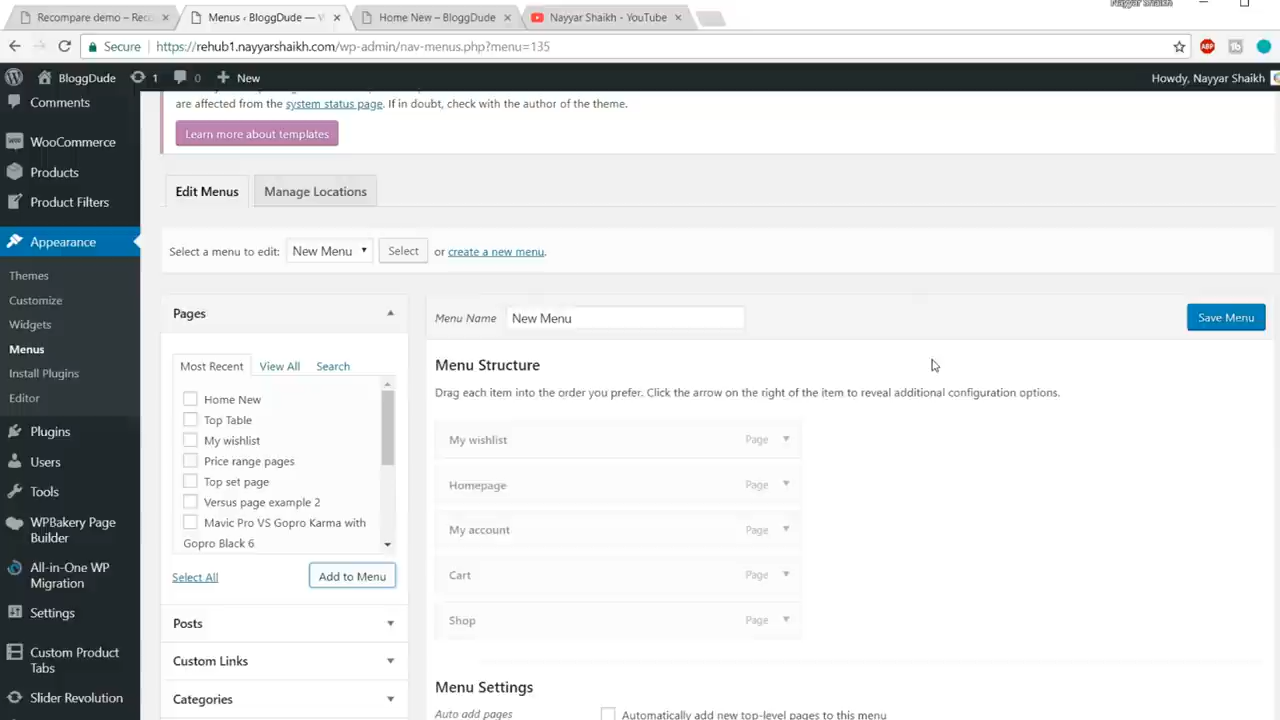 Nayyar Shaikh
Recompare demo – Reco
Menus ‹ BloggDude — W
Home New – BloggDude
Nayyar Shaikh - YouTube
Secure
https://rehub1.nayyarshaikh.com/wp-admin/nav-menus.php?menu=135
ABP
BloggDude
1
0
New
Howdy, Nayyar Shaikh
Comments
WooCommerce
Products
Product Filters
Appearance
Themes
Customize
Widgets
Menus
Install Plugins
Editor
Plugins
Users
Tools
WPBakery Page
Builder
All-in-One WP
Migration
Settings
Custom Product
Tabs
Slider Revolution
are affected from the system status page. If in doubt, check with the author of the theme.
Learn more about templates
Edit Menus
Manage Locations
Select a menu to edit: New Menu Select or create a new menu.
Pages
Most Recent View All Search
Home New
Top Table
My wishlist
Price range pages
Top set page
Versus page example 2
Mavic Pro VS Gopro Karma with
Gopro Black 6
Select All
Add to Menu
Posts
Custom Links
Categories
Menu Name New Menu
Save Menu
Menu Structure
Drag each item into the order you prefer. Click the arrow on the right of the item to reveal additional configuration options.
My wishlist Page
Homepage Page
My account Page
Cart Page
Shop Page
Menu Settings
Auto add pages
Automatically add new top-level pages to this menu